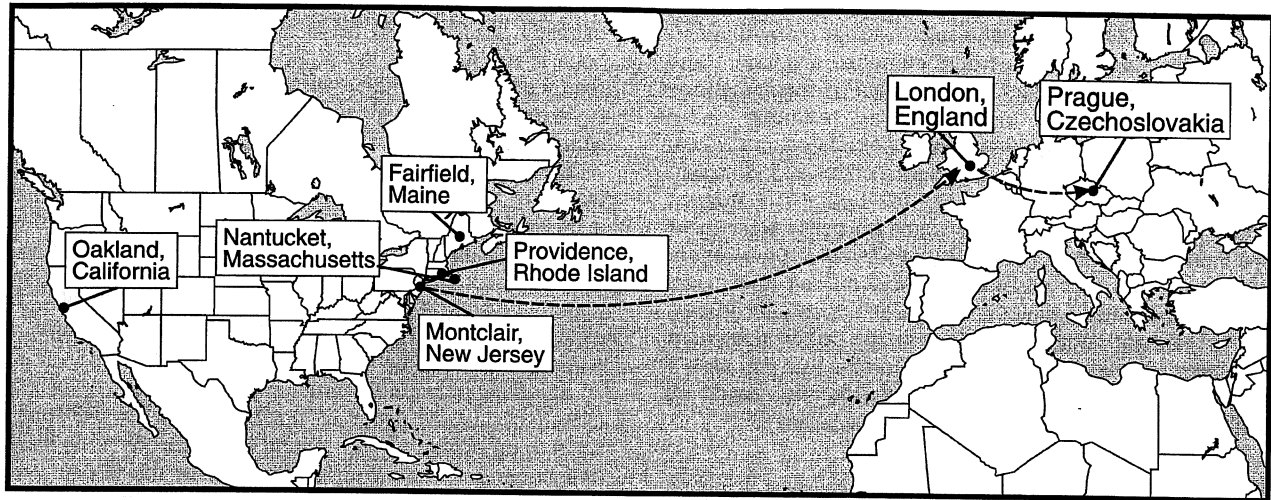 London,
England
Prague,
Czechoslovakia
Fairfield,
Maine
Oakland,
California
Nantucket,
Massachusetts
Providence,
Rhode Island
Montclair,
New Jersey